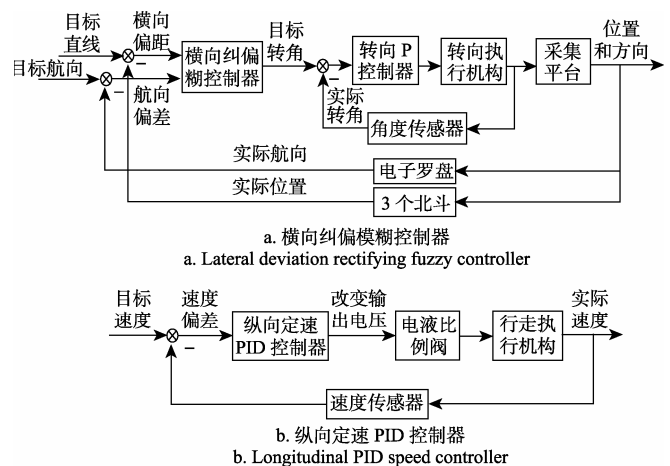 目标
直线
横向
偏距
目标航向
航向
偏差
横向纠偏
糊控制器
目标
转角
转向 P
控制器
转向执
行机构
采集
平台
位置
和方向
实际
转角
角度传感器
实际航向
电子罗盘
实际位置
3 个北斗
a. 横向纠偏模糊控制器
a. Lateral deviation rectifying fuzzy controller
目标
速度
速度
偏差
纵向定速
PID 控制器
改变输
出电压
电液比
例阀
行走执
行机构
实际
速度
速度传感器
b. 纵向定速 PID 控制器
b. Longitudinal PID speed controller